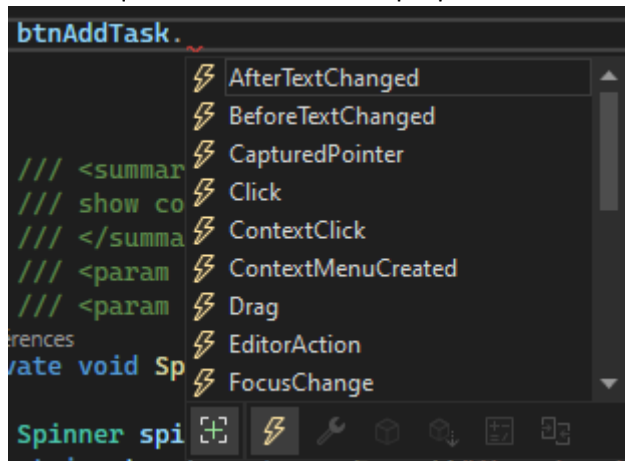 btnAddTask.
AfterTextChanged
BeforeTextChanged
CapturedPointer
/// <summar
Click
/// show co
ContextClick
/// </summa
ContextMenuCreated
/// <param
Drag
/// <param
EditorAction
erences
vate void Sp
FocusChange
Spinner spi